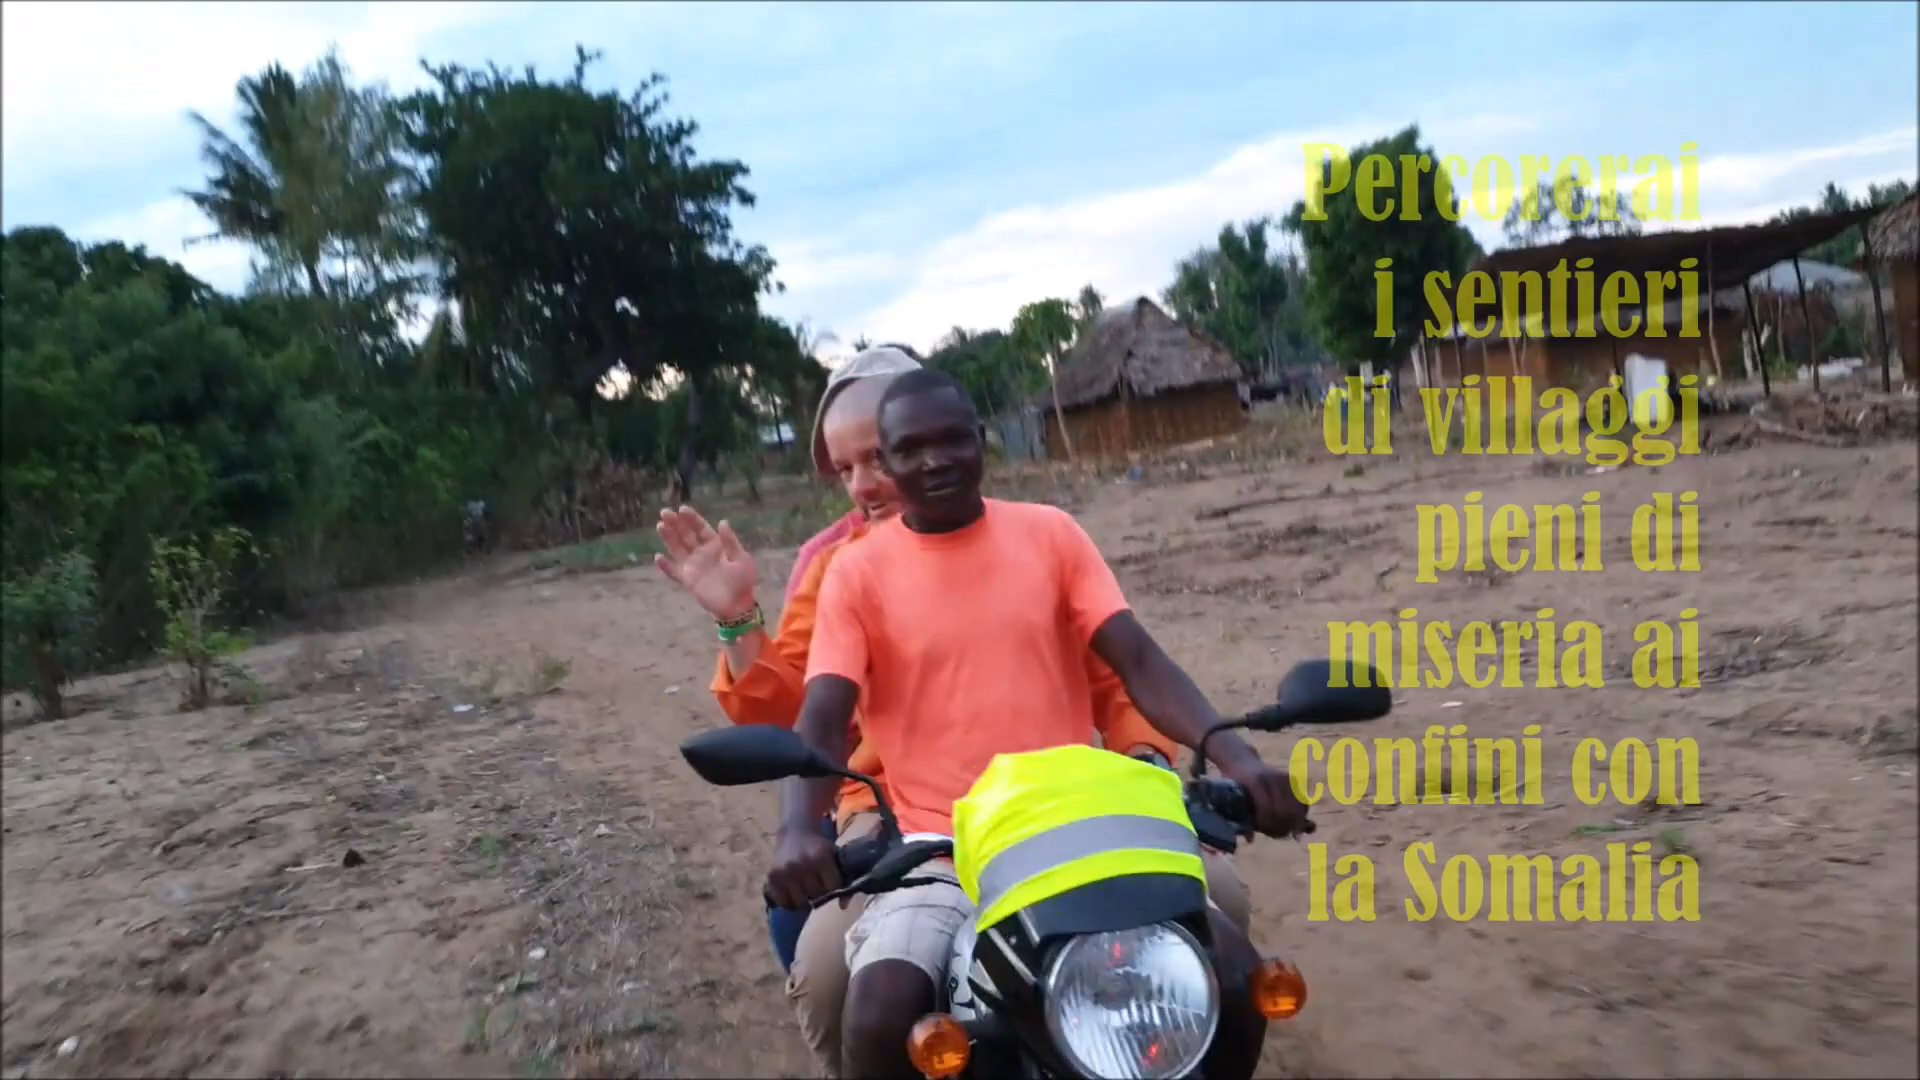 Percorerai
i sentieri
di villaggi
pieni di
miseria ai
confini con
la Somalia